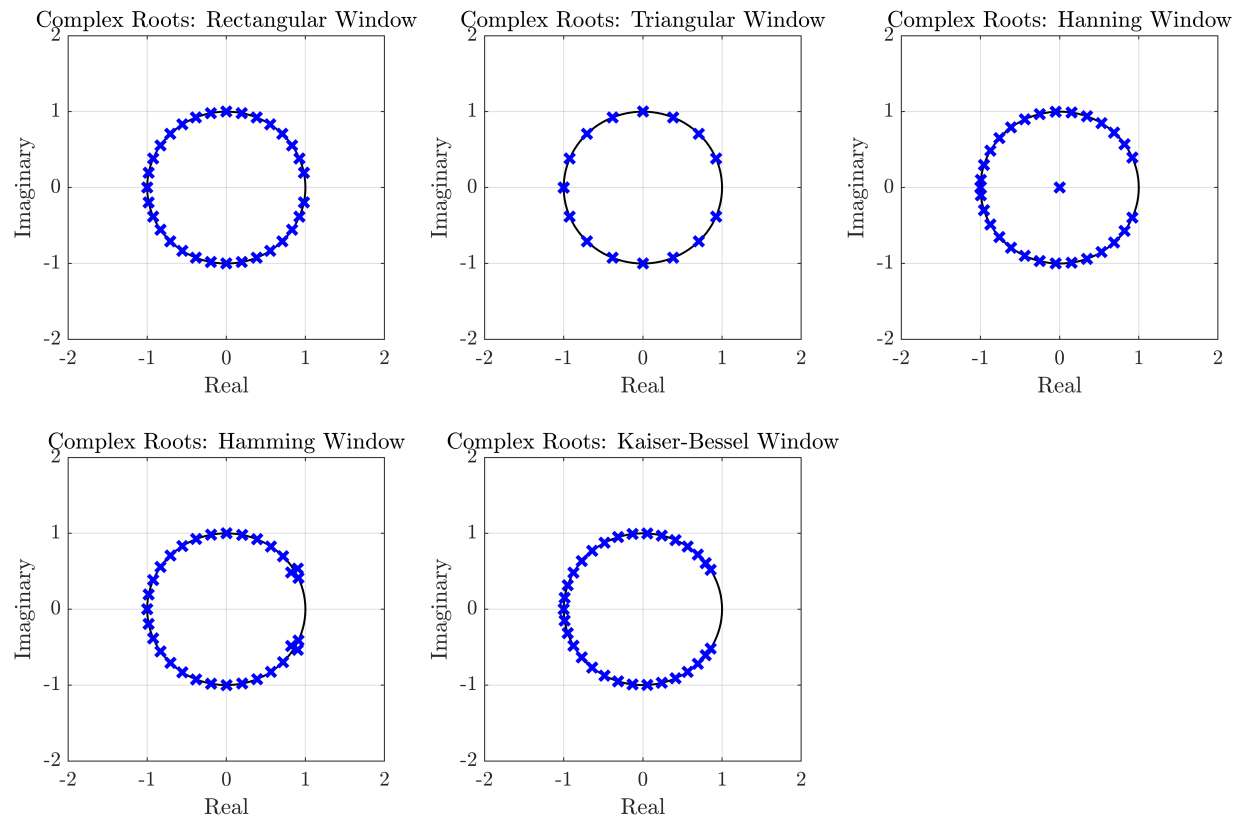 Complex Roots: Rectangular Window
2
1
0
-1
-2
-2 -1 0 1 2
Imaginary
Real
Complex Roots: Triangular Window
2
1
0
-1
-2
-2 -1 0 1 2
Imaginary
Real
Complex Roots: Hanning Window
2
1
0
-1
-2
-2 -1 0 1 2
Imaginary
Real
Complex Roots: Hamming Window
2
1
0
-1
-2
-2 -1 0 1 2
Imaginary
Real
Complex Roots: Kaiser-Bessel Window
2
1
0
-1
-2
-2 -1 0 1 2
Imaginary
Real